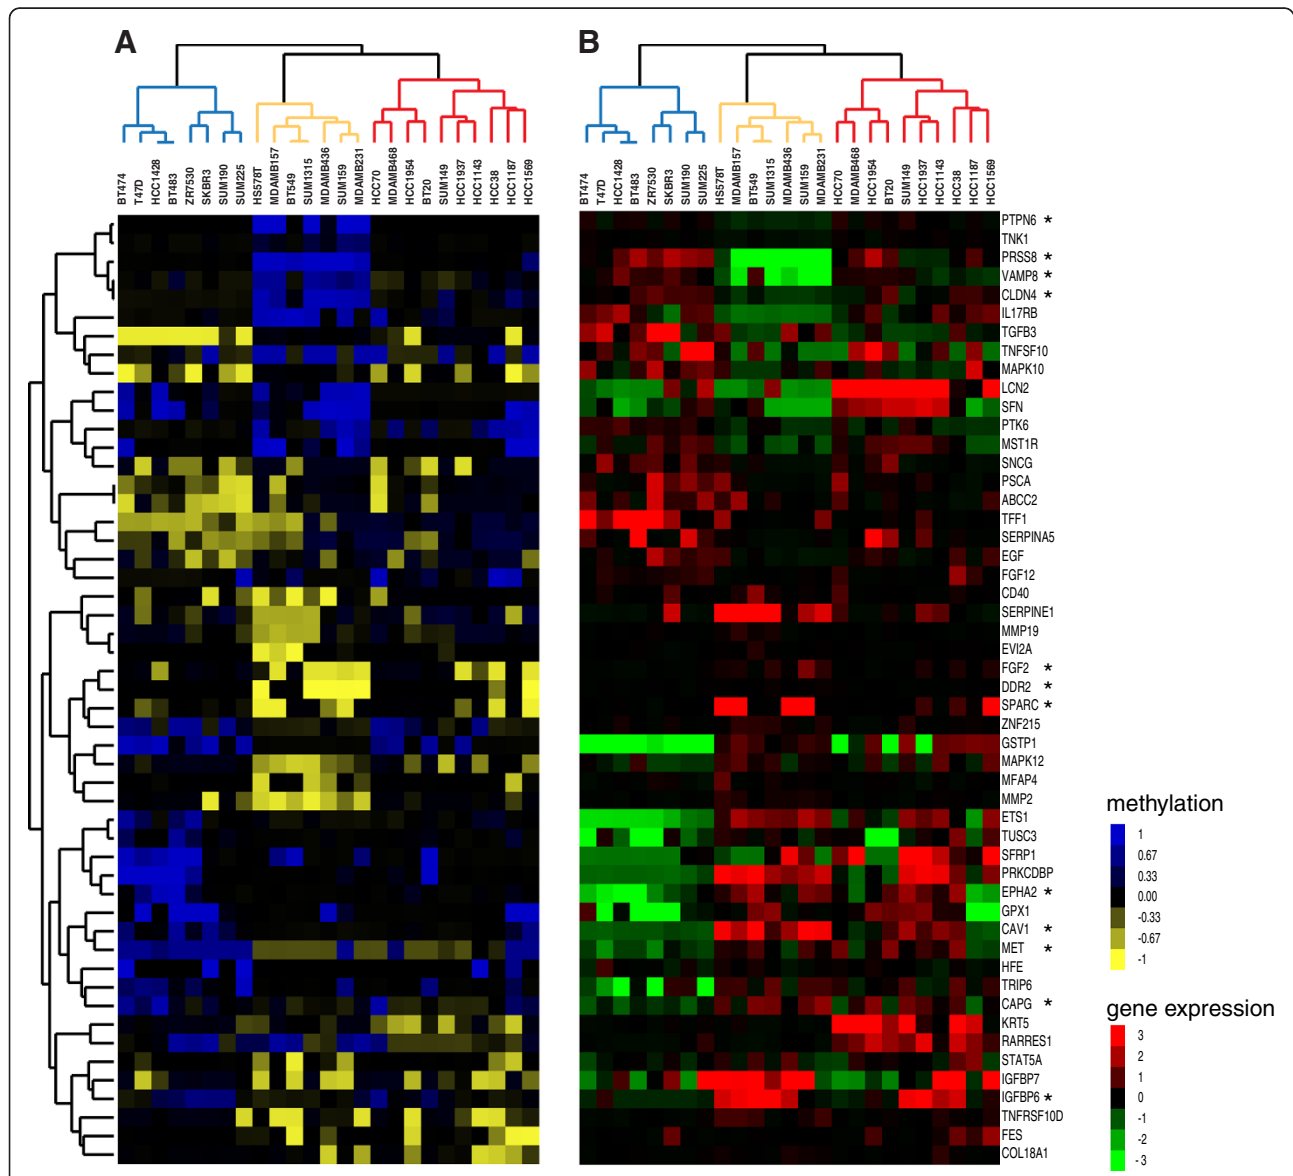 A
B
BT474
T47D
HCC1428
BT483
ZR7530
SKBR3
SUM190
SUM225
HS578T
MDAMB157
BT549
SUM1315
MDAMB436
SUM159
MDAMB231
HCC70
MDAMB468
HCC1954
BT20
SUM149
HCC1937
HCC1143
HCC38
HCC1187
HCC1569
BT474
T47D
HCC1428
BT483
ZR7530
SKBR3
SUM190
SUM225
HS578T
MDAMB157
BT549
SUM1315
MDAMB436
SUM159
MDAMB231
HCC70
MDAMB468
HCC1954
BT20
SUM149
HCC1937
HCC1143
HCC38
HCC1187
HCC1569
PTPN6 *
TNK1
PRSS8 *
VAMP8 *
CLDN4 *
IL17RB
TGFB3
TNFSF10
MAPK10
LCN2
SFN
PTK6
MST1R
SNCG
PSCA
ABCC2
TFF1
SERPINA5
EGF
FGF12
CD40
SERPINE1
MMP19
EVI2A
FGF2 *
DDR2 *
SPARC *
ZNF215
GSTP1
MAPK12
MFAP4
MMP2
ETS1
TUSC3
SFRP1
PRKCDBP
EPHA2 *
GPX1
CAV1 *
MET *
HFE
TRIP6
CAPG *
KRT5
RARRES1
STAT5A
IGFBP7
IGFBP6 *
TNFRSF10D
FES
COL18A1
methylation
1
0.67
0.33
0.00
-0.33
-0.67
-1
gene expression
3
2
1
0
-1
-2
-3